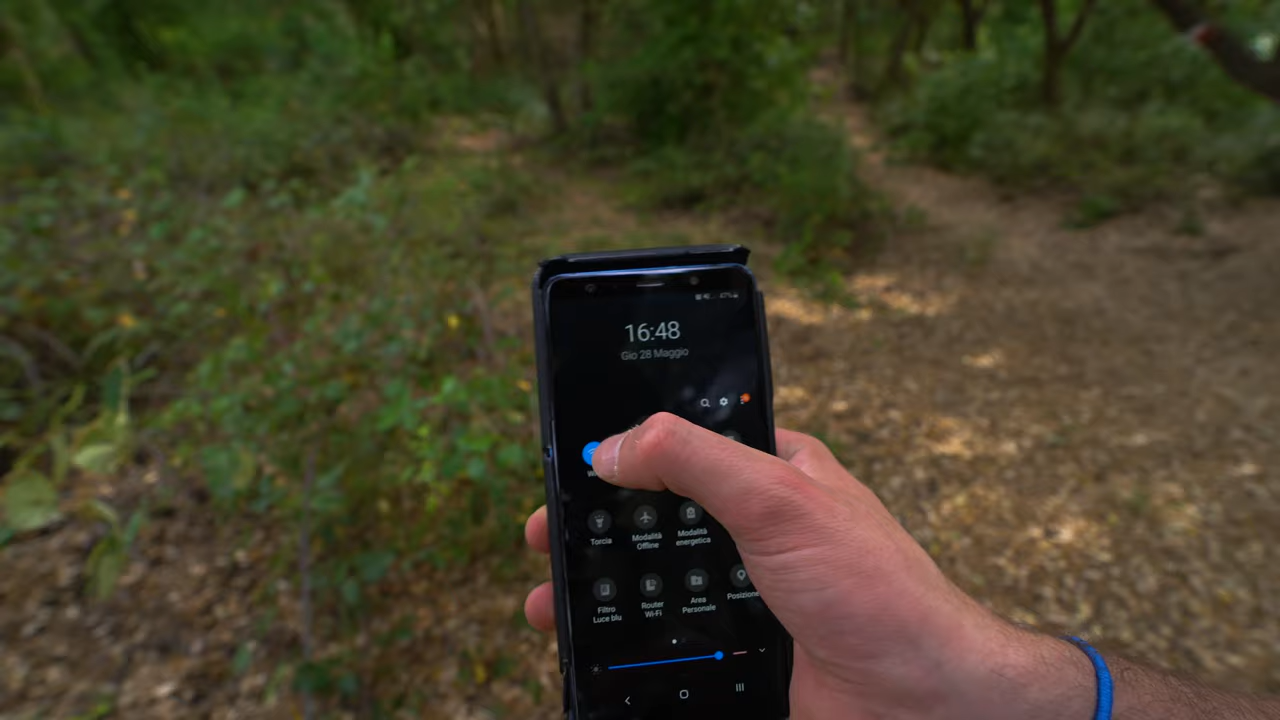 16:48
Gio 28 Maggio
Torcia
Modalità
Offline
Modalità
energetica
Filtro
Luce blu
Router
Wi-Fi
Area
Personale
Posizione